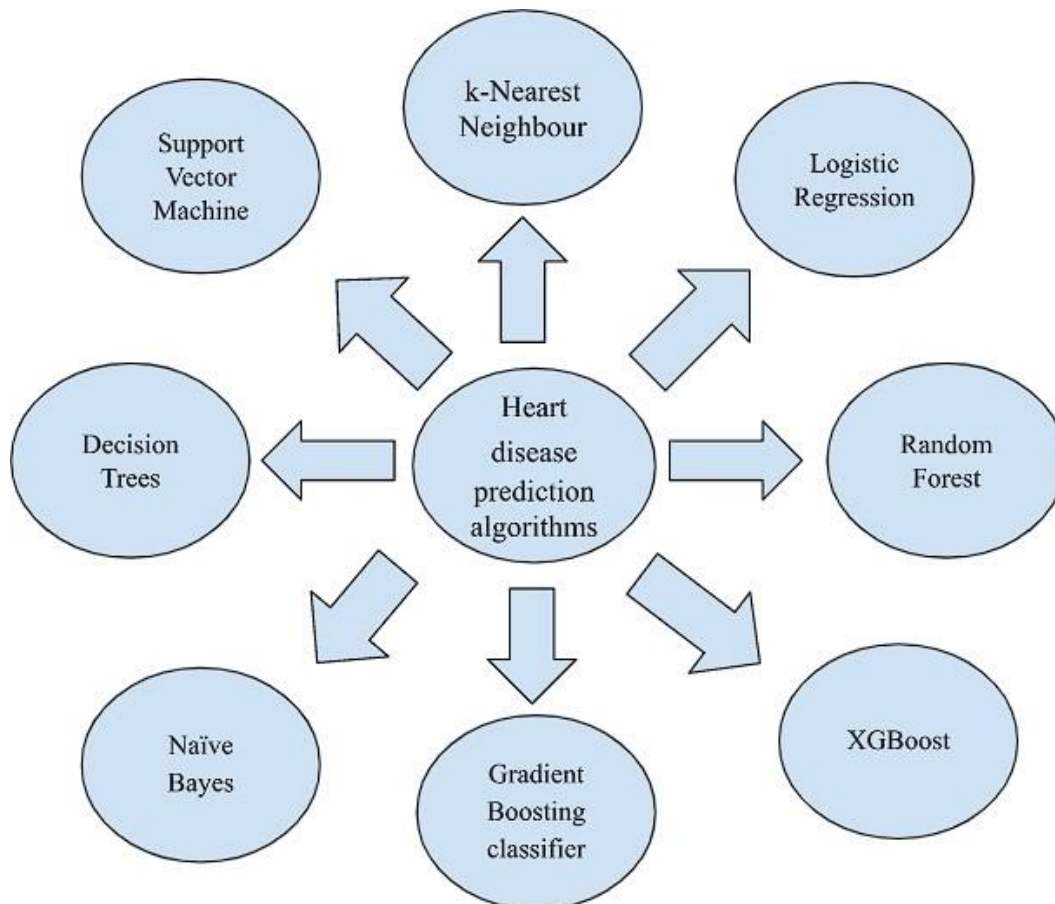 k-Nearest
Neighbour
Support
Vector
Machine
Logistic
Regression
Decision
Trees
Heart
disease
prediction
algorithms
Random
Forest
Naïve
Bayes
Gradient
Boosting
classifier
XGBoost